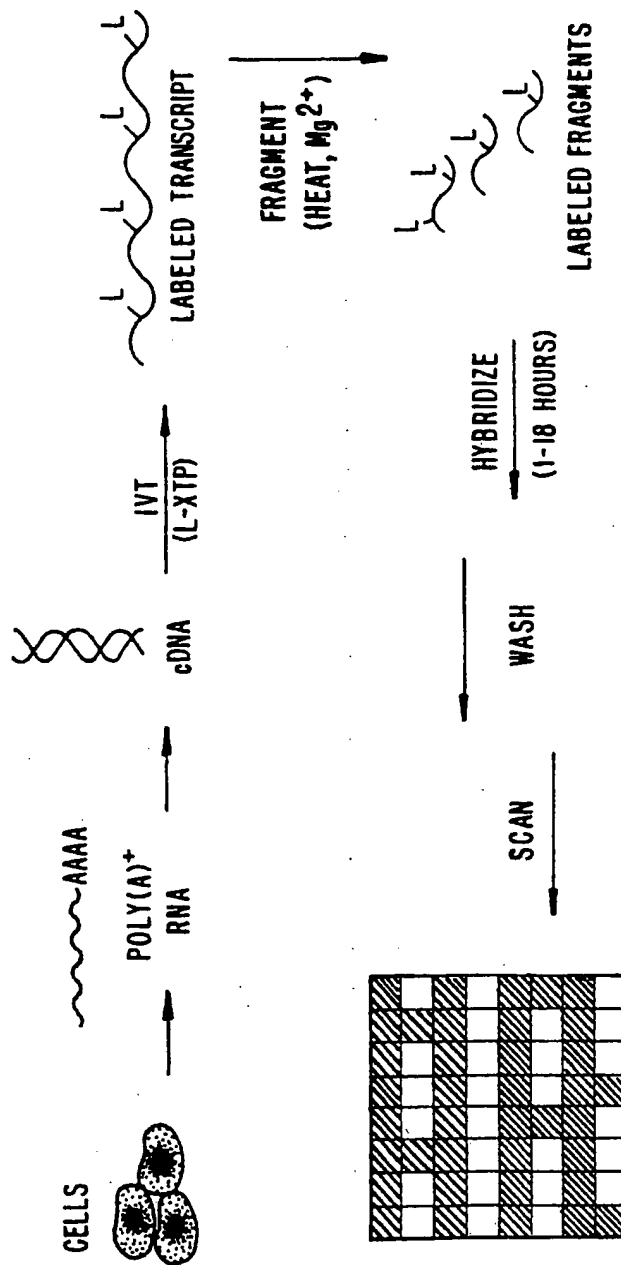 CELLS
AAAA
POLY(A)+
RNA
cDNA
IVT
(L-XTP)
L
L
L
L
LABELED TRANSCRIPT
FRAGMENT
(HEAT, Mg2+)
L
L
L
L
LABELED FRAGMENTS
HYBRIDIZE
(1-18 HOURS)
WASH
SCAN